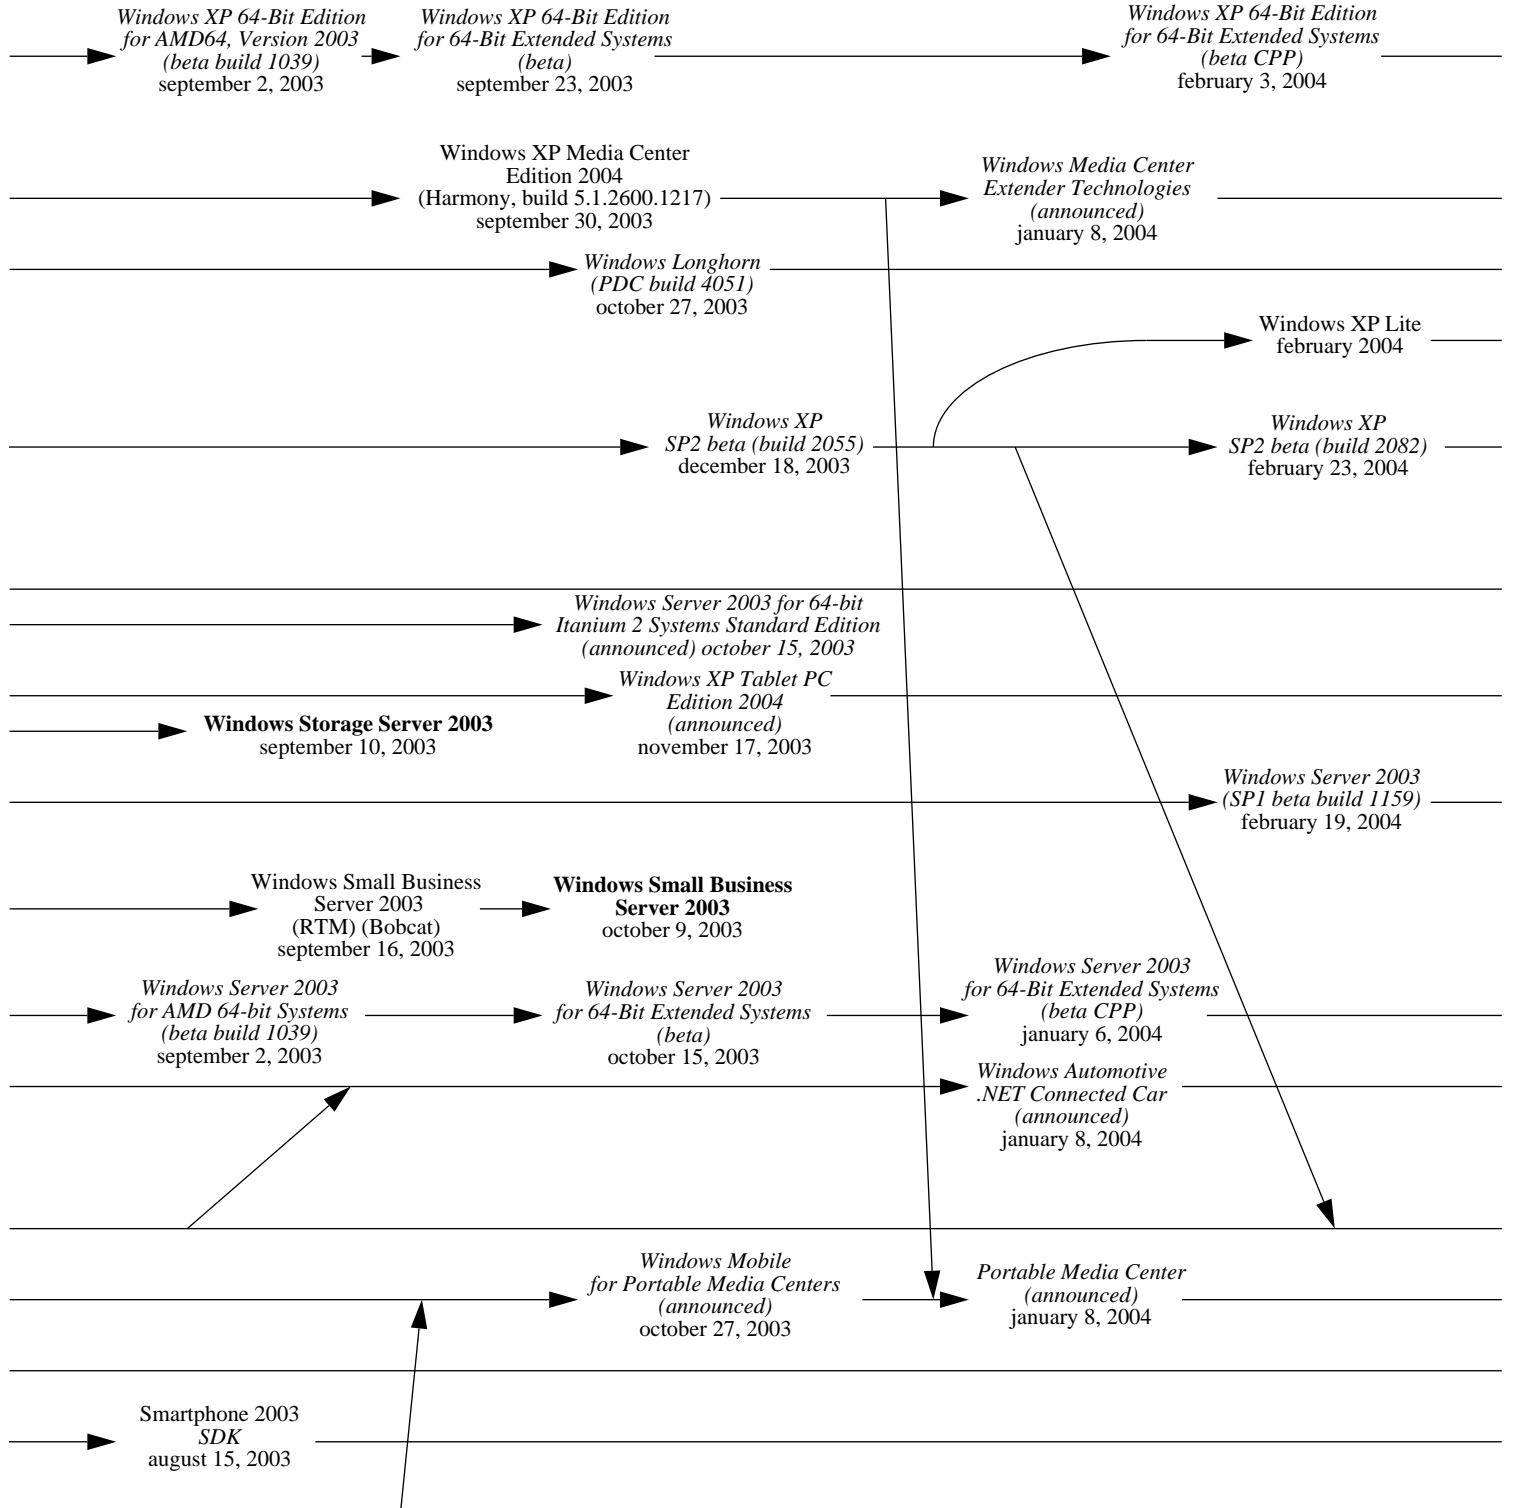 Windows XP 64-Bit Edition
for AMD64, Version 2003
(beta build 1039)
september 2, 2003
Windows XP 64-Bit Edition
for 64-Bit Extended Systems
(beta)
september 23, 2003
Windows XP 64-Bit Edition
for 64-Bit Extended Systems
(beta CPP)
february 3, 2004
Windows XP Media Center
Edition 2004
(Harmony, build 5.1.2600.1217)
september 30, 2003
Windows Media Center
Extender Technologies
(announced)
january 8, 2004
Windows Longhorn
(PDC build 4051)
october 27, 2003
Windows XP Lite
february 2004
Windows XP
SP2 beta (build 2055)
december 18, 2003
Windows XP
SP2 beta (build 2082)
february 23, 2004
Windows Server 2003 for 64-bit
Itanium 2 Systems Standard Edition
(announced) october 15, 2003
Windows XP Tablet PC
Edition 2004
(announced)
november 17, 2003
Windows Storage Server 2003
september 10, 2003
Windows Server 2003
(SP1 beta build 1159)
february 19, 2004
Windows Small Business
Server 2003
(RTM) (Bobcat)
september 16, 2003
Windows Small Business
Server 2003
october 9, 2003
Windows Server 2003
for AMD 64-bit Systems
(beta build 1039)
september 2, 2003
Windows Server 2003
for 64-Bit Extended Systems
(beta)
october 15, 2003
Windows Server 2003
for 64-Bit Extended Systems
(beta CPP)
january 6, 2004
Windows Automotive
.NET Connected Car
(announced)
january 8, 2004
Windows Mobile
for Portable Media Centers
(announced)
october 27, 2003
Portable Media Center
(announced)
january 8, 2004
Smartphone 2003
SDK
august 15, 2003